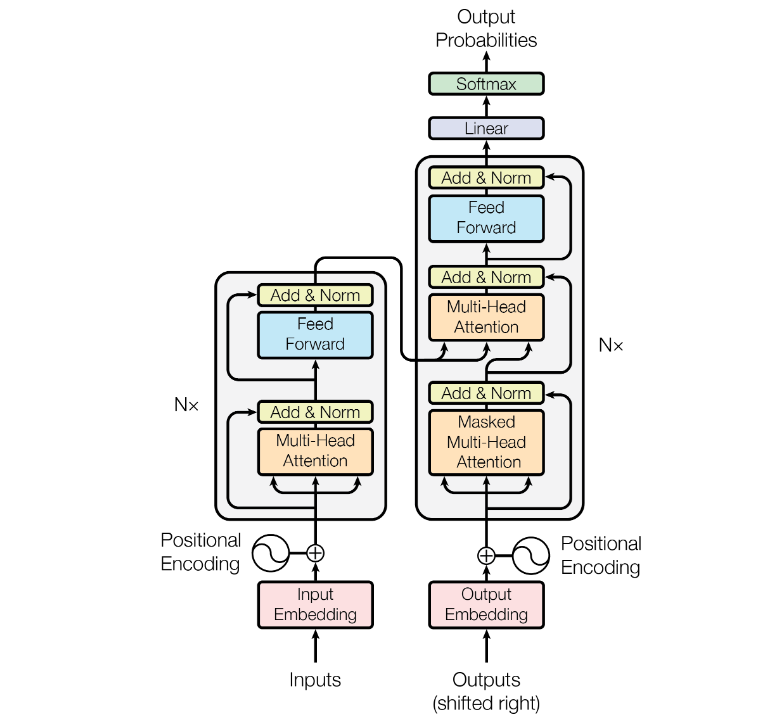 Output
Probabilities
Softmax
Linear
Add & Norm
Feed
Forward
Add & Norm
Multi-Head
Attention
Nx
Add & Norm
Masked
Multi-Head
Attention
Add & Norm
Feed
Forward
Nx
Add & Norm
Multi-Head
Attention
Positional
Encoding
Positional
Encoding
Input
Embedding
Output
Embedding
Inputs
Outputs
(shifted right)